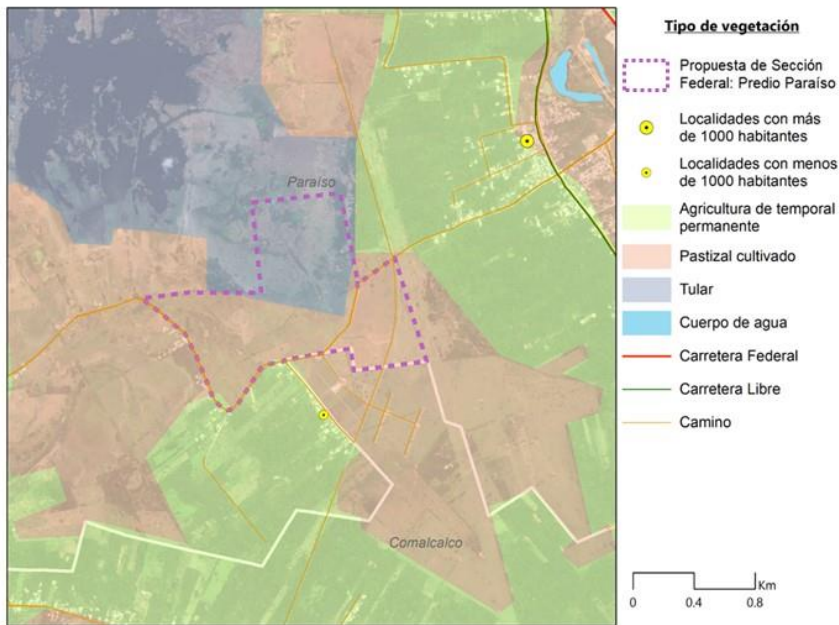 Paraíso
Comalcalco
Tipo de vegetación
Propuesta de Sección
Federal: Predio Paraíso
Localidades con más
de 1000 habitantes
Localidades con menos
de 1000 habitantes
Agricultura de temporal
permanente
Pastizal cultivado
Tular
Cuerpo de agua
Carretera Federal
Carretera Libre
Camino
Km
0 0.4 0.8